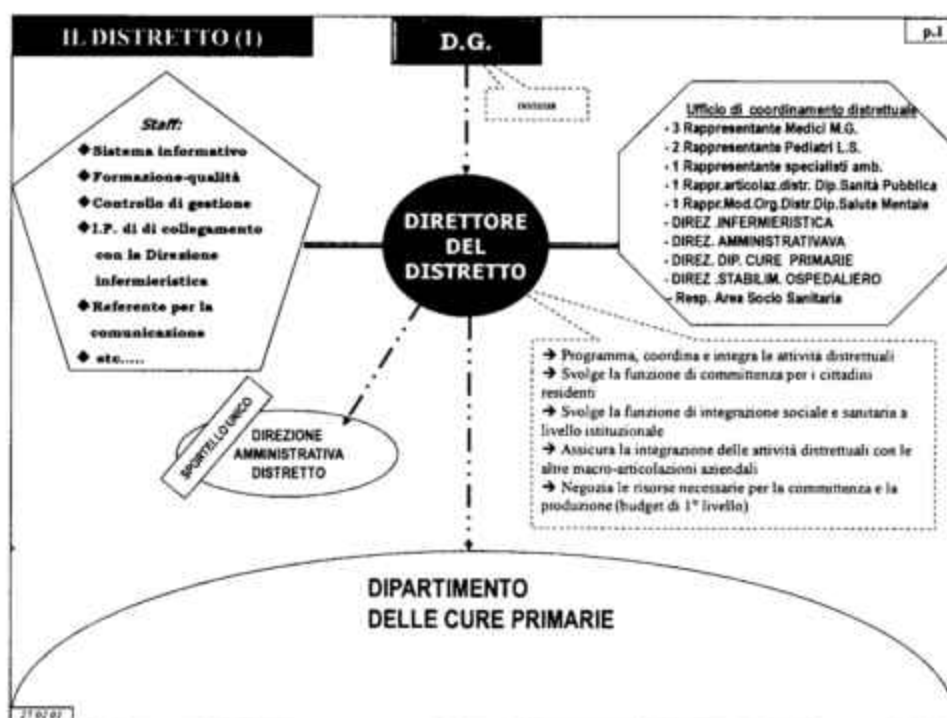 IL DISTRETTO (1)
D.G.
p.1
Staff:
◆ Sistema informativo
◆ Formazione-qualità
◆ Controllo di gestione
◆ I.P. di di collegamento
con la Direzione
infermieristica
◆ Referente per la
comunicazione
◆ etc.....
DIRETTORE
DEL
DISTRETTO
Ufficio di coordinamento distrettuale
- 3 Rappresentante Medici M.G.
- 2 Rappresentante Pediatri L.S.
- 1 Rappresentante specialisti amb.
- 1 Rappr.articolaz.distr. Dip.Sanità Pubblica
- 1 Rappr.Mod.Org.Distr.Dip.Salute Mentale
- DIREZ .INFERMIERISTICA
- DIREZ. AMMINISTRATIVAVA
- DIREZ. DIP. CURE PRIMARIE
- DIREZ .STABILIM. OSPEDALIERO
- Resp. Area Socio Sanitaria
➔ Programma, coordina e integra le attività distrettuali
➔ Svolge la funzione di committenza per i cittadini
residenti
➔ Svolge la funzione di integrazione sociale e sanitaria a
livello istituzionale
➔ Assicura la integrazione delle attività distrettuali con le
altre macro-articolazioni aziendali
➔ Negozia le risorse necessarie per la committenza e la
produzione (budget di 1° livello)
SPORTELLO UNICO
DIREZIONE
AMMINISTRATIVA
DISTRETTO
DIPARTIMENTO
DELLE CURE PRIMARIE
27 02 03